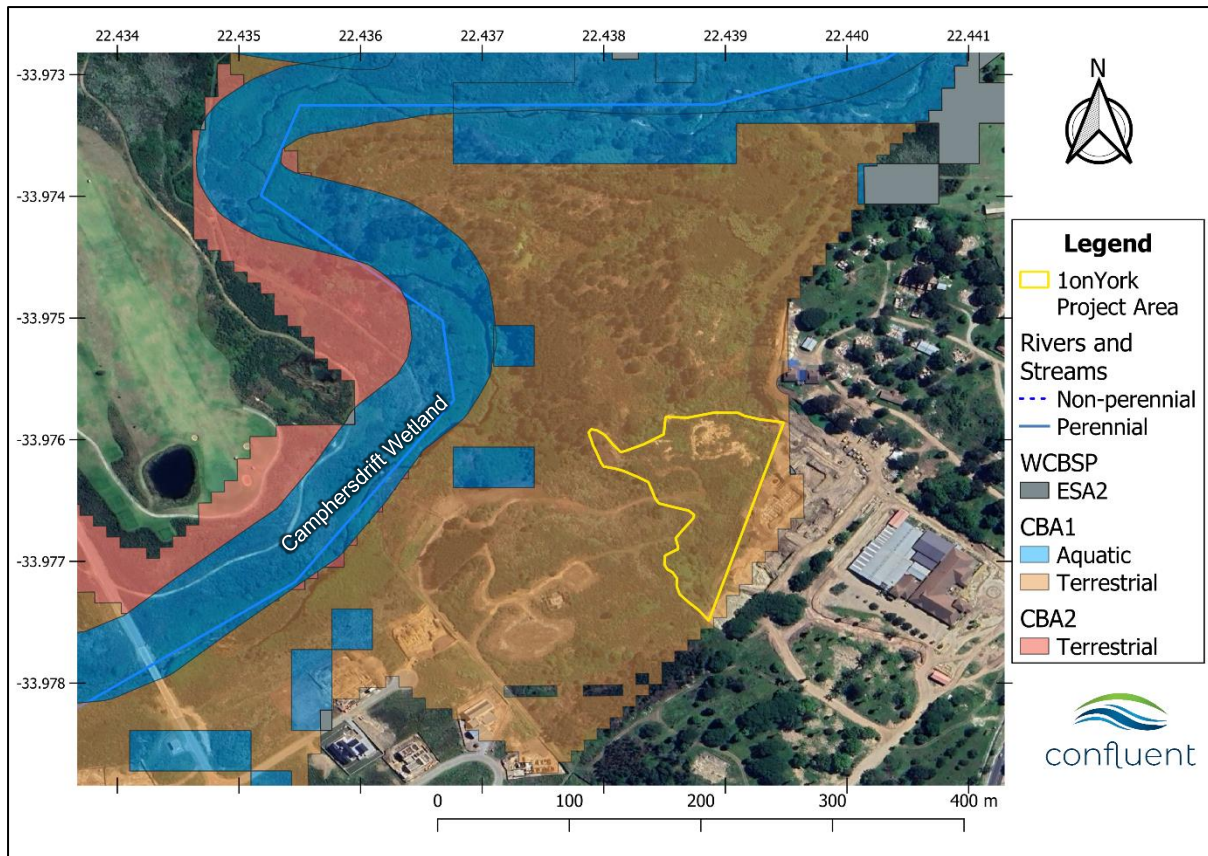 22.434 22.435 22.436 22.437 22.438 22.439 22.440 22.441
-33.973
-33.974
-33.975
-33.976
-33.977
-33.978
Camphersdrift Wetland
N
Legend
1onYork
Project Area
Rivers and
Streams
Non-perennial
Perennial
WCBSP
ESA2
CBA1
Aquatic
Terrestrial
CBA2
Terrestrial
confluent
0 100 200 300 400 m